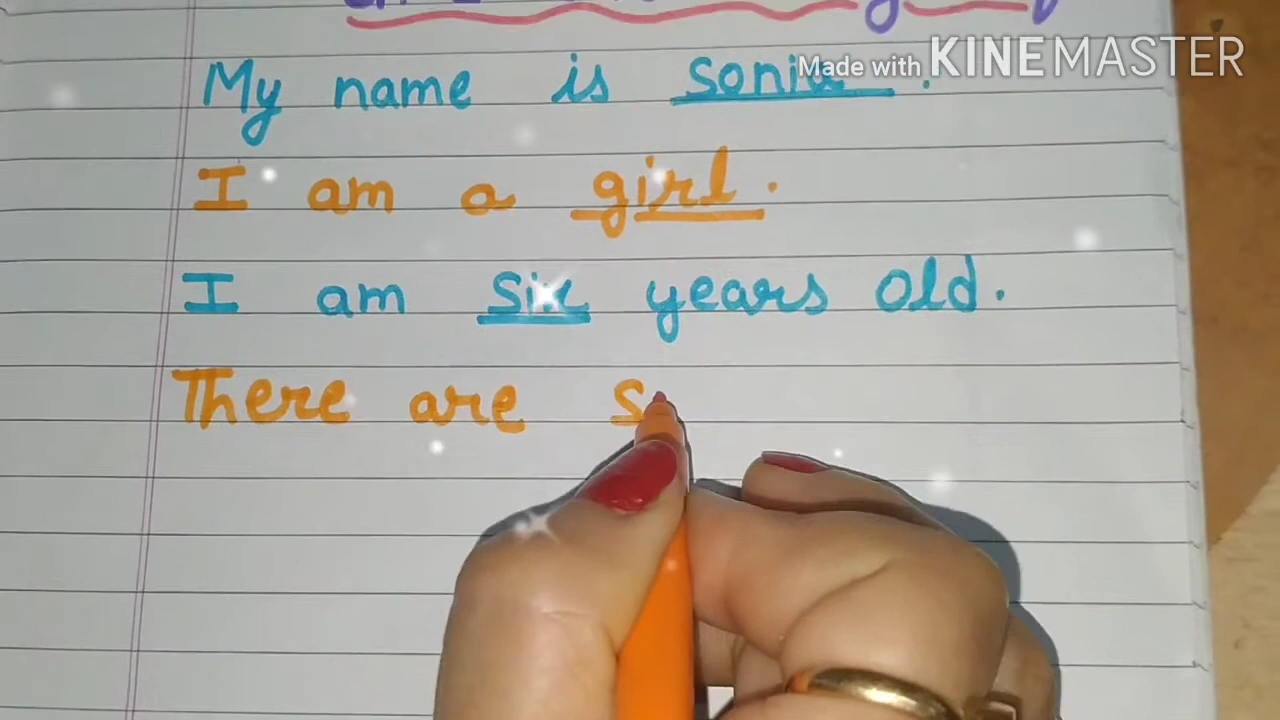 Made with KINEMASTER
My name is sonia.
I am a girl.
I am six years old.
There are s